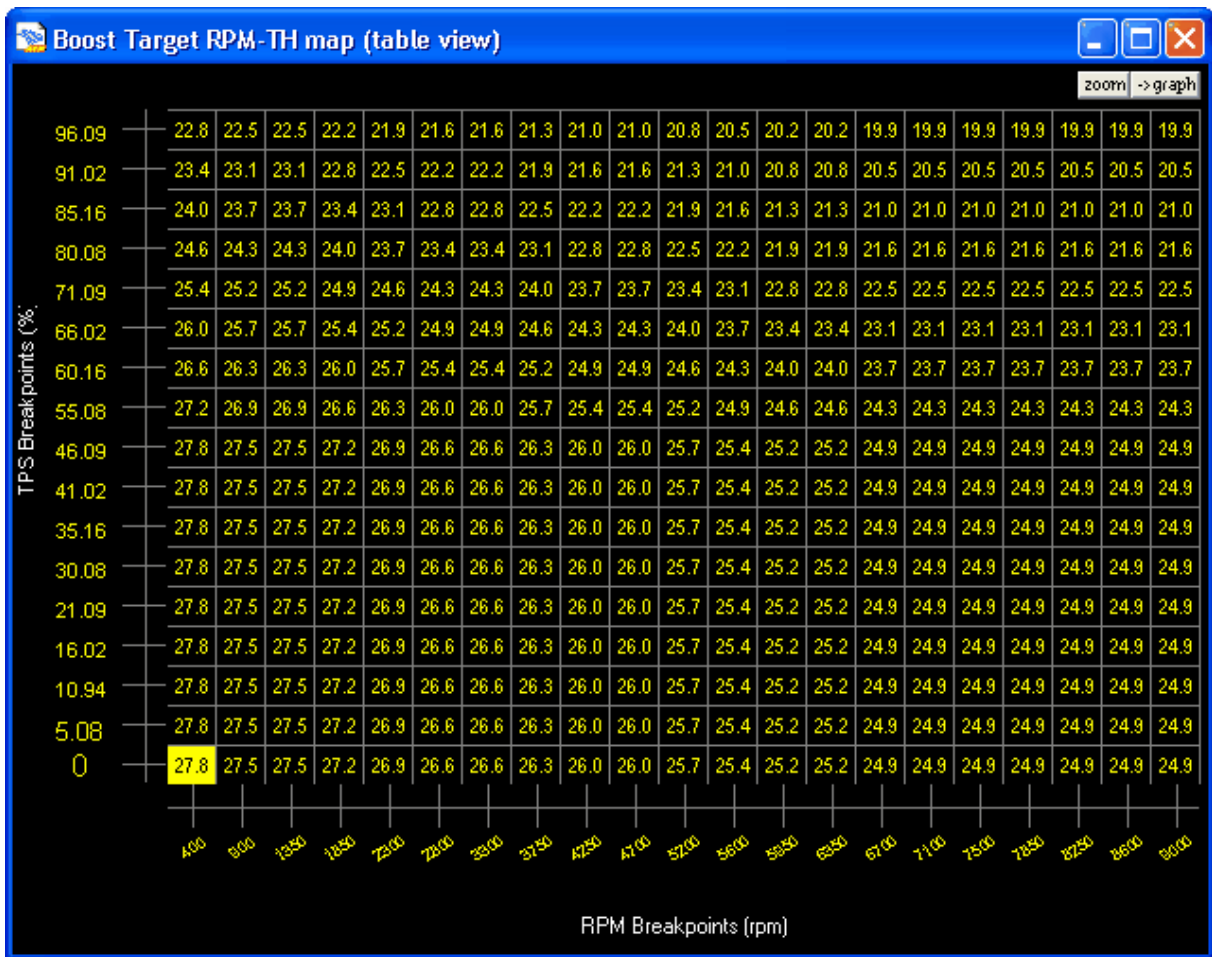 Boost Target RPM-TH map (table view)
zoom ->graph
96.09 22.8 22.5 22.5 22.2 21.9 21.6 21.6 21.3 21.0 21.0 20.8 20.5 20.2 20.2 19.9 19.9 19.9 19.9 19.9 19.9 19.9
91.02 23.4 23.1 23.1 22.8 22.5 22.2 22.2 21.9 21.6 21.6 21.3 21.0 20.8 20.8 20.5 20.5 20.5 20.5 20.5 20.5 20.5
85.16 24.0 23.7 23.7 23.4 23.1 22.8 22.8 22.5 22.2 22.2 21.9 21.6 21.3 21.3 21.0 21.0 21.0 21.0 21.0 21.0 21.0
80.08 24.6 24.3 24.3 24.0 23.7 23.4 23.4 23.1 22.8 22.8 22.5 22.2 21.9 21.9 21.6 21.6 21.6 21.6 21.6 21.6 21.6
71.09 25.4 25.2 25.2 24.9 24.6 24.3 24.3 24.0 23.7 23.7 23.4 23.1 22.8 22.8 22.5 22.5 22.5 22.5 22.5 22.5 22.5
66.02 26.0 25.7 25.7 25.4 25.2 24.9 24.9 24.6 24.3 24.3 24.0 23.7 23.4 23.4 23.1 23.1 23.1 23.1 23.1 23.1 23.1
60.16 26.6 26.3 26.3 26.0 25.7 25.4 25.4 25.2 24.9 24.9 24.6 24.3 24.0 24.0 23.7 23.7 23.7 23.7 23.7 23.7 23.7
55.08 27.2 26.9 26.9 26.6 26.3 26.0 26.0 25.7 25.4 25.4 25.2 24.9 24.6 24.6 24.3 24.3 24.3 24.3 24.3 24.3 24.3
46.09 27.8 27.5 27.5 27.2 26.9 26.6 26.6 26.3 26.0 26.0 25.7 25.4 25.2 25.2 24.9 24.9 24.9 24.9 24.9 24.9 24.9
41.02 27.8 27.5 27.5 27.2 26.9 26.6 26.6 26.3 26.0 26.0 25.7 25.4 25.2 25.2 24.9 24.9 24.9 24.9 24.9 24.9 24.9
35.16 27.8 27.5 27.5 27.2 26.9 26.6 26.6 26.3 26.0 26.0 25.7 25.4 25.2 25.2 24.9 24.9 24.9 24.9 24.9 24.9 24.9
30.08 27.8 27.5 27.5 27.2 26.9 26.6 26.6 26.3 26.0 26.0 25.7 25.4 25.2 25.2 24.9 24.9 24.9 24.9 24.9 24.9 24.9
21.09 27.8 27.5 27.5 27.2 26.9 26.6 26.6 26.3 26.0 26.0 25.7 25.4 25.2 25.2 24.9 24.9 24.9 24.9 24.9 24.9 24.9
16.02 27.8 27.5 27.5 27.2 26.9 26.6 26.6 26.3 26.0 26.0 25.7 25.4 25.2 25.2 24.9 24.9 24.9 24.9 24.9 24.9 24.9
10.94 27.8 27.5 27.5 27.2 26.9 26.6 26.6 26.3 26.0 26.0 25.7 25.4 25.2 25.2 24.9 24.9 24.9 24.9 24.9 24.9 24.9
5.08 27.8 27.5 27.5 27.2 26.9 26.6 26.6 26.3 26.0 26.0 25.7 25.4 25.2 25.2 24.9 24.9 24.9 24.9 24.9 24.9 24.9
0 27.8 27.5 27.5 27.2 26.9 26.6 26.6 26.3 26.0 26.0 25.7 25.4 25.2 25.2 24.9 24.9 24.9 24.9 24.9 24.9 24.9
TPS Breakpoints (%)
400 900 1350 1850 2300 2800 3300 3750 4250 4700 5200 5600 5950 6350 6700 7100 7500 7850 8250 8600 9000
RPM Breakpoints (rpm)